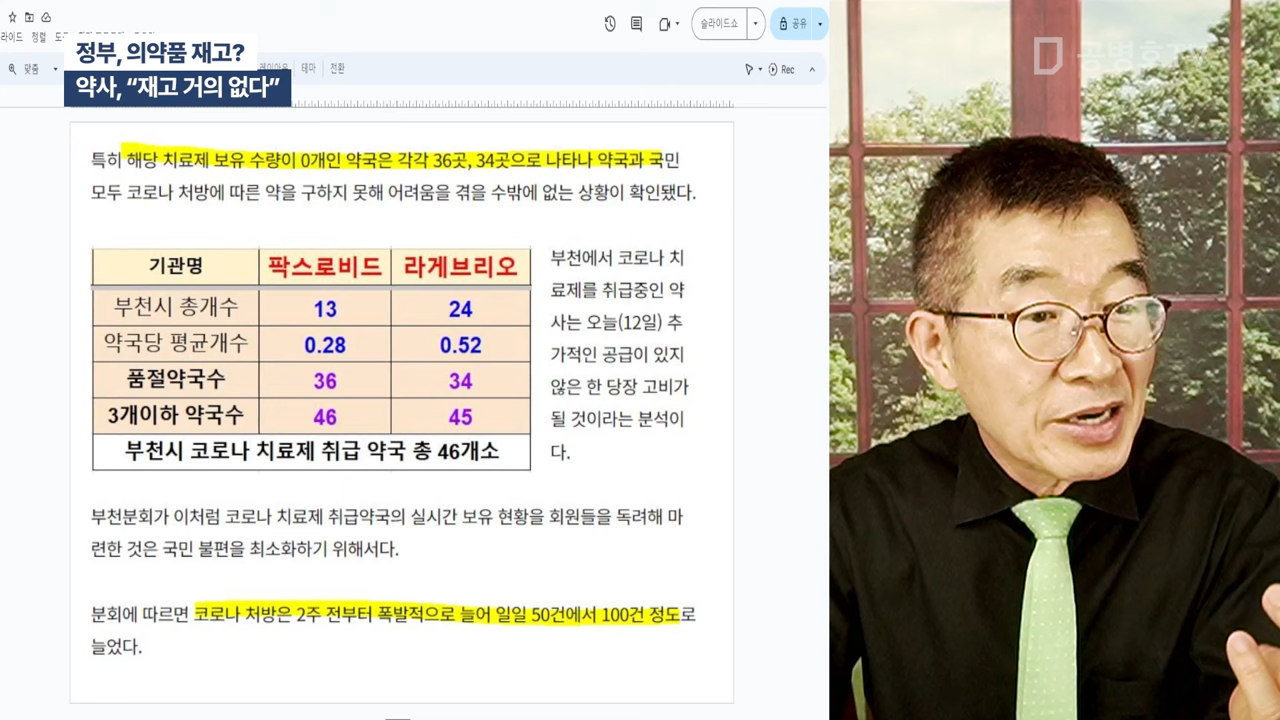 슬라이드쇼
공유
라이드 정렬
정부, 의약품 재고?
약사, “재고 거의 없다”
맞춤
테마
전환
Rec
공병호TV
특히 해당 치료제 보유 수량이 0개인 약국은 각각 36곳, 34곳으로 나타나 약국과 국민
모두 코로나 처방에 따른 약을 구하지 못해 어려움을 겪을 수밖에 없는 상황이 확인됐다.
기관명 팍스로비드 라게브리오
부천시 총개수 13 24
약국당 평균개수 0.28 0.52
품절약국수 36 34
3개이하 약국수 46 45
부천시 코로나 치료제 취급 약국 총 46개소
부천에서 코로나 치
료제를 취급중인 약
사는 오늘(12일) 추
가적인 공급이 있지
않은 한 당장 고비가
될 것이라는 분석이
다.
부천분회가 이처럼 코로나 치료제 취급약국의 실시간 보유 현황을 회원들을 독려해 마
련한 것은 국민 불편을 최소화하기 위해서다.
분회에 따르면 코로나 처방은 2주 전부터 폭발적으로 늘어 일일 50건에서 100건 정도로
늘었다.